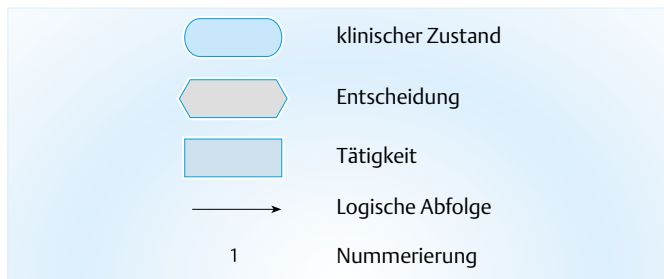 klinischer Zustand
Entscheidung
Tätigkeit
Logische Abfolge
1 Nummerierung